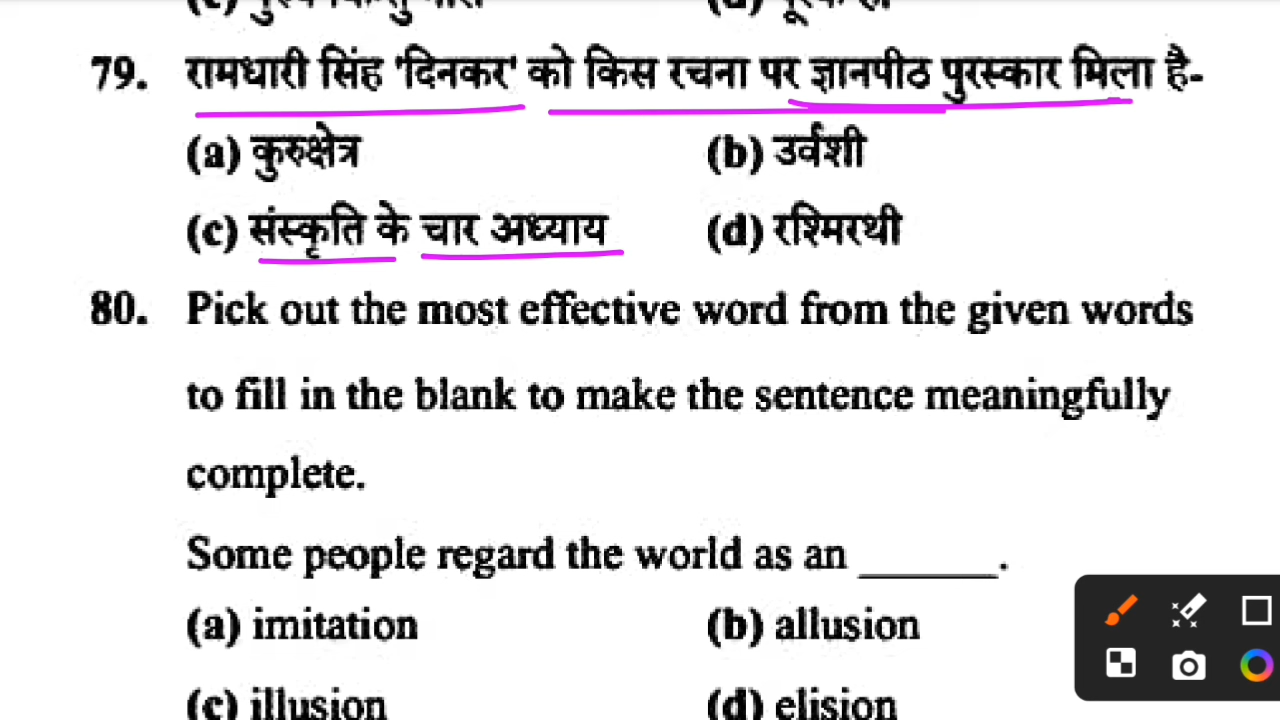 79. रामधारी सिंह 'दिनकर' को किस रचना पर ज्ञानपीठ पुरस्कार मिला है-
(a) कुरुक्षेत्र (b) उर्वशी
(c) संस्कृति के चार अध्याय (d) रश्मिरथी
80. Pick out the most effective word from the given words
to fill in the blank to make the sentence meaningfully
complete.
Some people regard the world as an ______.
(a) imitation (b) allusion
(c) illusion (d) elision